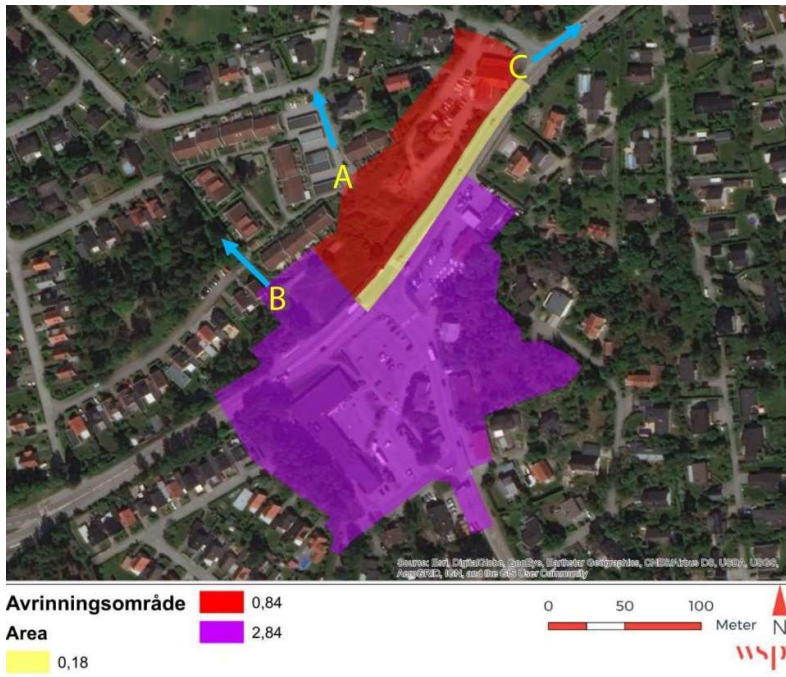 C
A
B
Source: Esri, DigitalGlobe, GeoEye, Earthstar Geographics, CNES/Airbus DS, USDA, USGS,
AeroGRID, IGN, and the GIS User Community
Avrinningsområde
Area
0,18
0,84
2,84
0 50 100 Meter
N
wsp